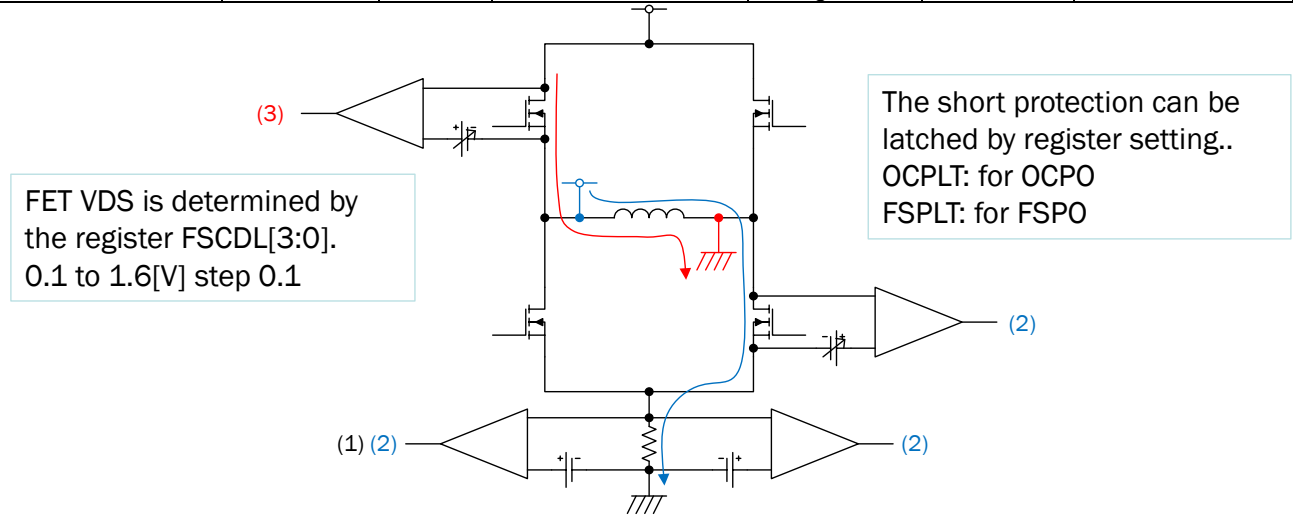 (3)
The short protection can be
latched by register setting..
OCPLT: for OCPO
FSPLT: for FSPO
FET VDS is determined by
the register FSCDL[3:0].
0.1 to 1.6[V] step 0.1
(2)
(1) (2)
(2)